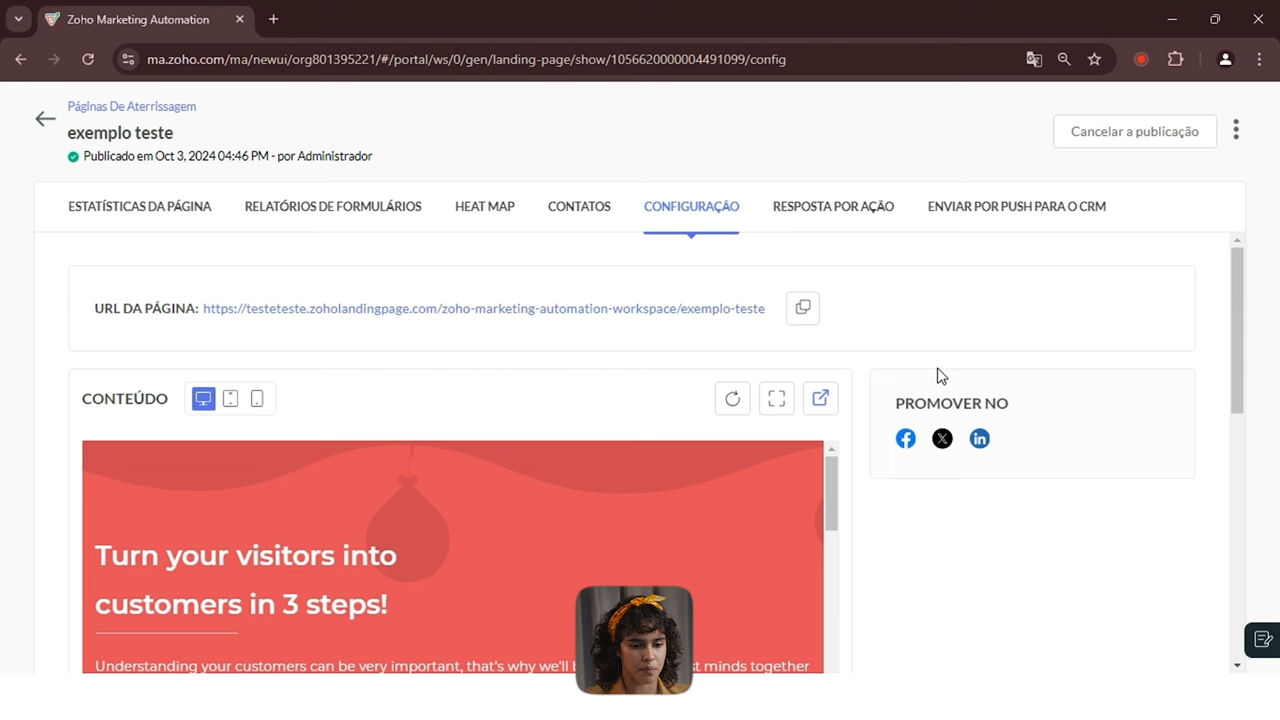 Zoho Marketing Automation
ma.zoho.com/ma/newui/org801395221/#/portal/ws/0/gen/landing-page/show/1056620000004491099/config
Páginas De Aterrissagem
exemplo teste
Publicado em Oct 3, 2024 04:46 PM - por Administrador
Cancelar a publicação
ESTATÍSTICAS DA PÁGINA RELATÓRIOS DE FORMULÁRIOS HEAT MAP CONTATOS CONFIGURAÇÃO RESPOSTA POR AÇÃO ENVIAR POR PUSH PARA O CRM
URL DA PÁGINA: https://testeteste.zoholandingpage.com/zoho-marketing-automation-workspace/exemplo-teste
CONTEÚDO
PROMOVER NO
Turn your visitors into
customers in 3 steps!
Understanding your customers can be very important, that's why we'll minds together